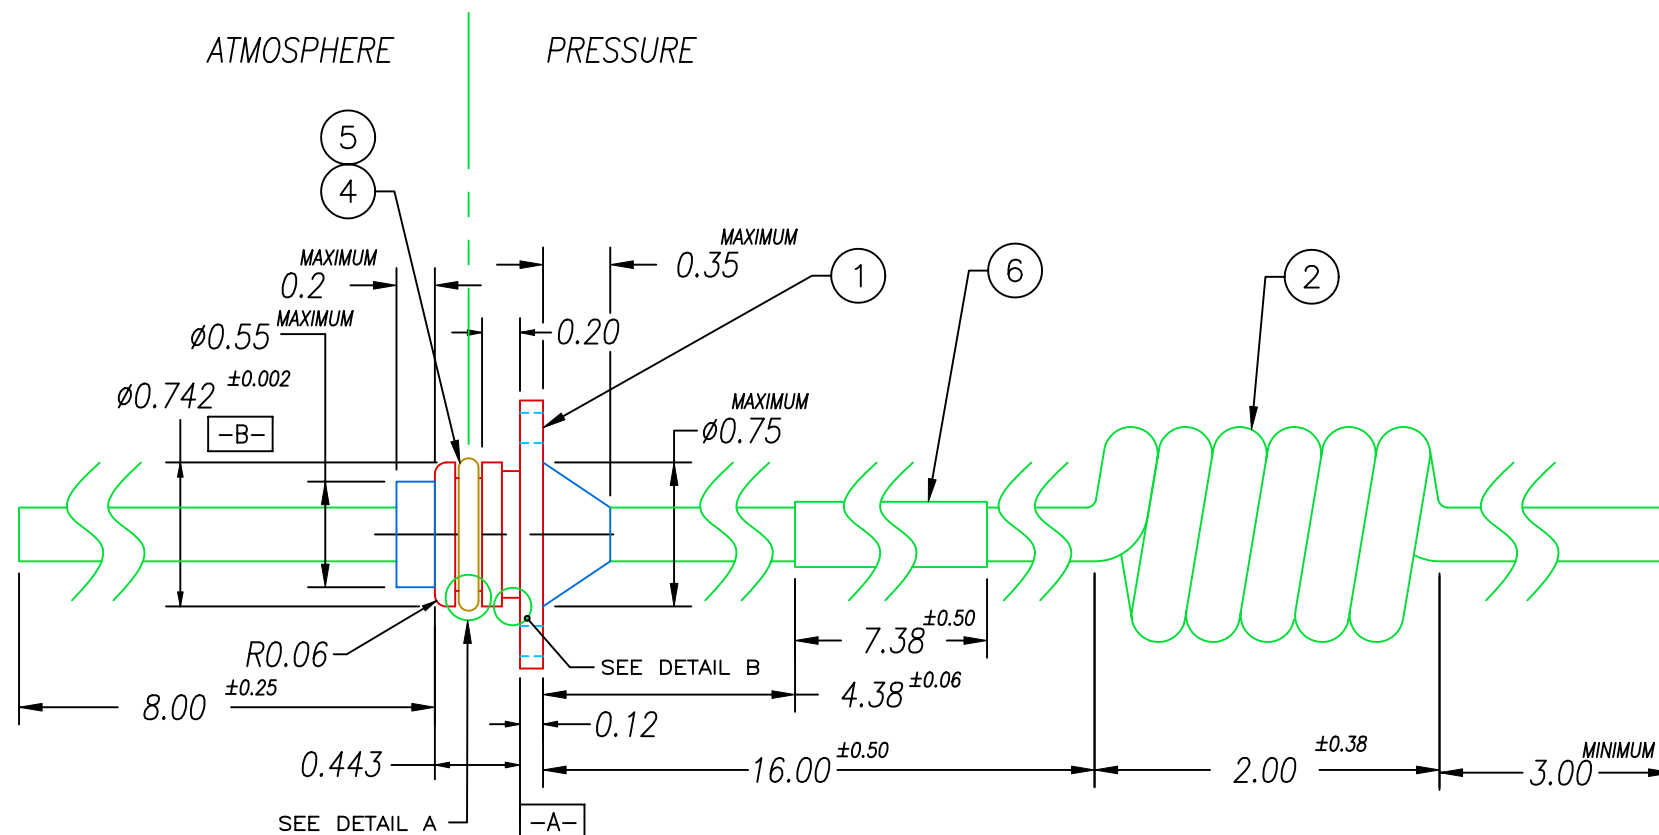 ATMOSPHERE
PRESSURE
5
4
MAXIMUM
0.2
MAXIMUM
Ø0.55
Ø0.742 ±0.002
-B-
MAXIMUM
0.35
0.20
1
6
2
MAXIMUM
Ø0.75
R0.06
SEE DETAIL B
7.38 ±0.50
4.38 ±0.06
8.00 ±0.25
0.12
0.443
16.00 ±0.50
2.00 ±0.38
3.00 MINIMUM
SEE DETAIL A
-A-